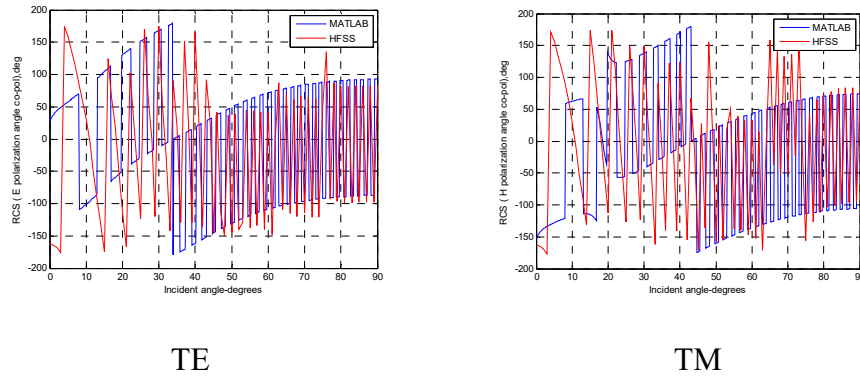 200
150
100
50
0
-50
-100
-150
-200
RCS ( E polarization angle co-pol),deg
MATLAB
HFSS
0 10 20 30 40 50 60 70 80 90
Incident angle-degrees
TE
200
150
100
50
0
-50
-100
-150
-200
RCS ( H polatization angle co-pol),deg
MATLAB
HFSS
0 10 20 30 40 50 60 70 80 90
Incident angle-degrees
TM